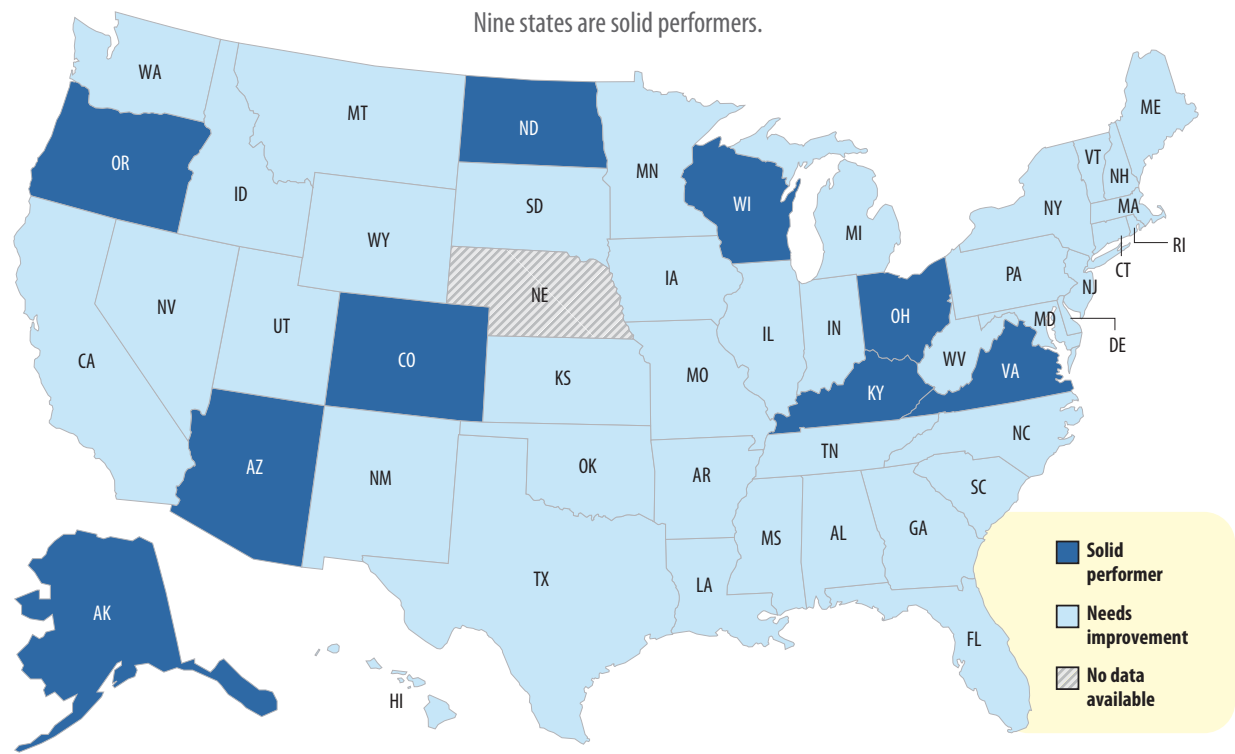 Nine states are solid performers.
WA
MT
ND
MN
OR
ID
SD
WI
WY
MI
ME
VT
NH
NY
MA
RI
CT
NV
UT
NE
IA
PA
NJ
CA
CO
KS
MO
IL
IN
OH
MD
DE
WV
VA
KY
AZ
NM
OK
AR
TN
NC
SC
MS
AL
GA
TX
LA
FL
AK
HI
Solid
performer
Needs
improvement
No data
available